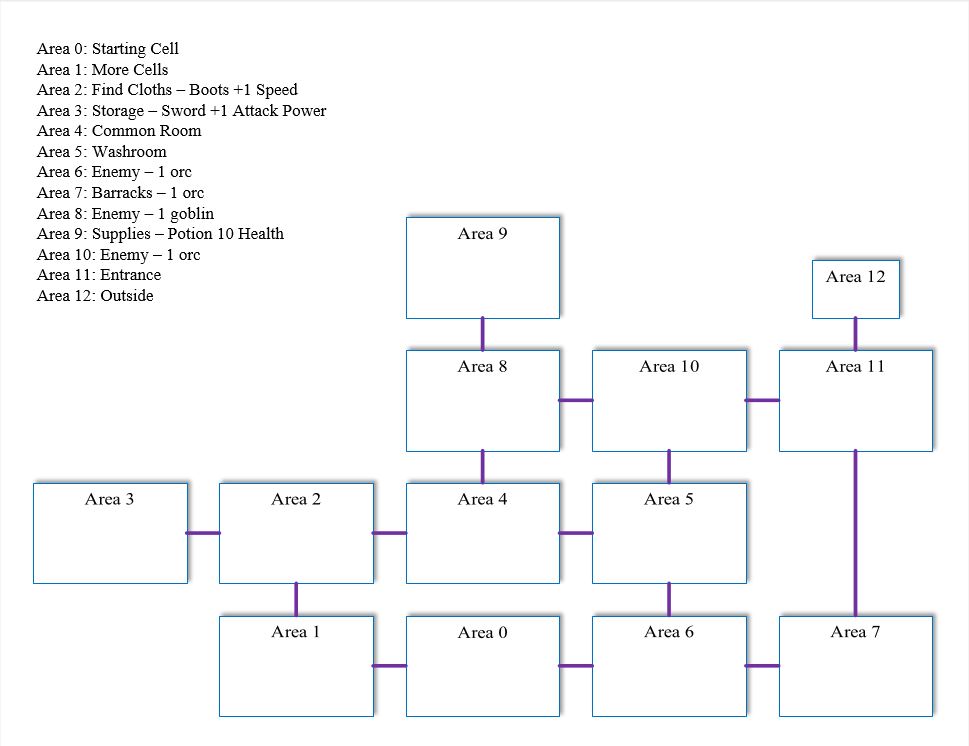 Area 0: Starting Cell
Area 1: More Cells
Area 2: Find Cloths – Boots +1 Speed
Area 3: Storage – Sword +1 Attack Power
Area 4: Common Room
Area 5: Washroom
Area 6: Enemy – 1 orc
Area 7: Barracks – 1 orc
Area 8: Enemy – 1 goblin
Area 9: Supplies – Potion 10 Health
Area 10: Enemy – 1 orc
Area 11: Entrance
Area 12: Outside
Area 9
Area 12
Area 8
Area 10
Area 11
Area 3
Area 2
Area 4
Area 5
Area 1
Area 0
Area 6
Area 7